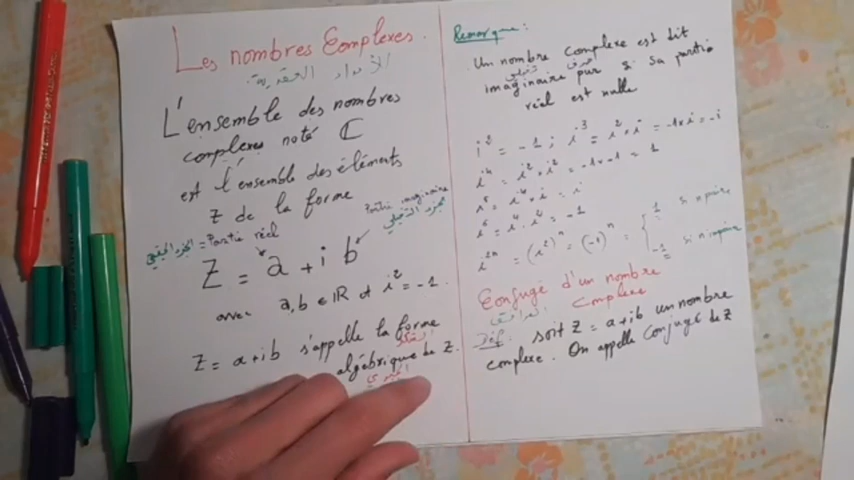 Les nombres Complexes.
الأعداد العقدية
L'ensemble des nombres
complexes noté ℂ
est l'ensemble des éléments
z de la forme
Partie imaginaire
الجزء التخيلي
الجزء الحقيقي = Partie réel
Z = a + i b
avec a, b ∈ ℝ et i² = -1.
Z = a + ib s'appelle la forme
الشكل
algébrique de Z.
الجبري
Remarque:
Un nombre complexe est dit
imaginaire pur si sa partie
réel est nulle
i² = -1 ; i³ = i² × i = -1 × i = -i
i⁴ = i² × i² = -1 × -1 = 1
i⁵ = i⁴ × i = i
= -1
i²ⁿ = (i²)ⁿ = (-1)ⁿ = { 1 si n paire
-1 si n impaire
Conjugé d'un nombre
Complexe
Déf: soit Z = a + ib un nombre
complexe. On appelle conjugé de Z